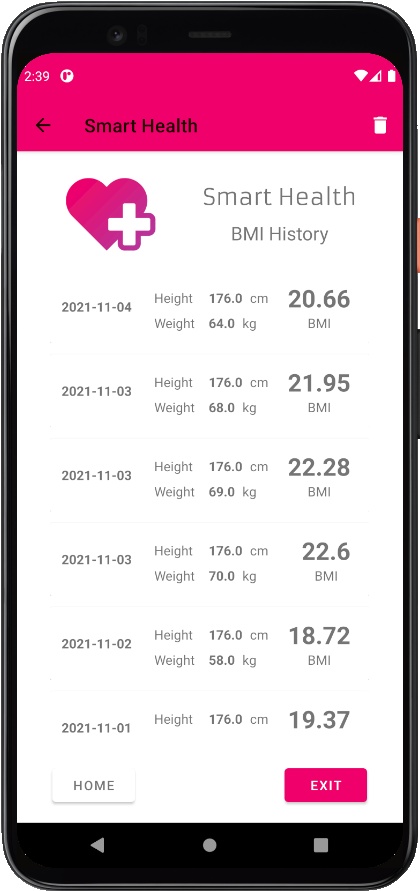 2:39
Smart Health
Smart Health
BMI History
2021-11-04 Height 176.0 cm 20.66
Weight 64.0 kg BMI
2021-11-03 Height 176.0 cm 21.95
Weight 68.0 kg BMI
2021-11-03 Height 176.0 cm 22.28
Weight 69.0 kg BMI
2021-11-03 Height 176.0 cm 22.6
Weight 70.0 kg BMI
2021-11-02 Height 176.0 cm 18.72
Weight 58.0 kg BMI
2021-11-01 Height 176.0 cm 19.37
HOME EXIT